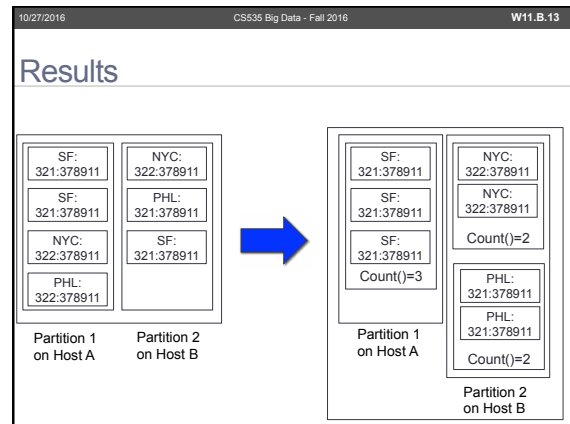 10/27/2016 CS535 Big Data - Fall 2016 W11.B.13
Results
SF:
321:378911
SF:
321:378911
NYC:
322:378911
PHL:
322:378911
NYC:
322:378911
PHL:
321:378911
SF:
321:378911
Partition 1
on Host A
Partition 2
on Host B
SF:
321:378911
SF:
321:378911
SF:
321:378911
Count()=3
Partition 1
on Host A
NYC:
322:378911
NYC:
322:378911
Count()=2
PHL:
321:378911
PHL:
321:378911
Count()=2
Partition 2
on Host B